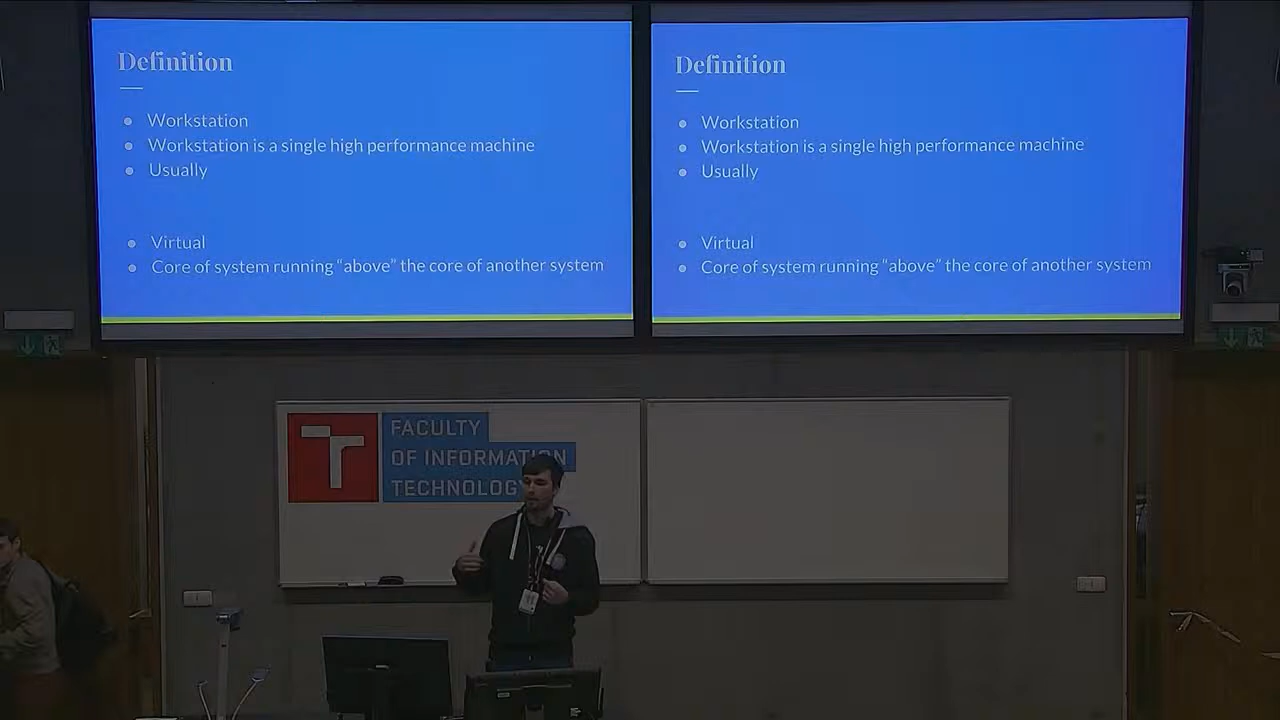 Definition
Workstation
Workstation is a single high performance machine
Usually
Virtual
Core of system running “above” the core of another system
Definition
Workstation
Workstation is a single high performance machine
Usually
Virtual
Core of system running “above” the core of another system
FACULTY
OF INFORMATION
TECHNOLOGY